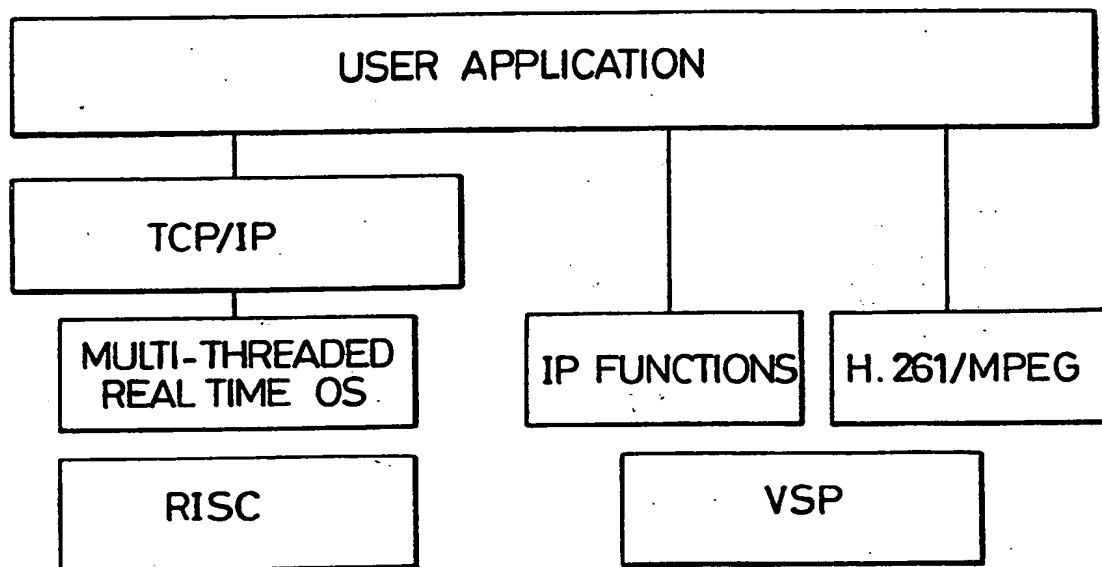 USER APPLICATION
TCP/IP
MULTI-THREADED
REAL TIME OS
IP FUNCTIONS
H.261/MPEG
RISC
VSP